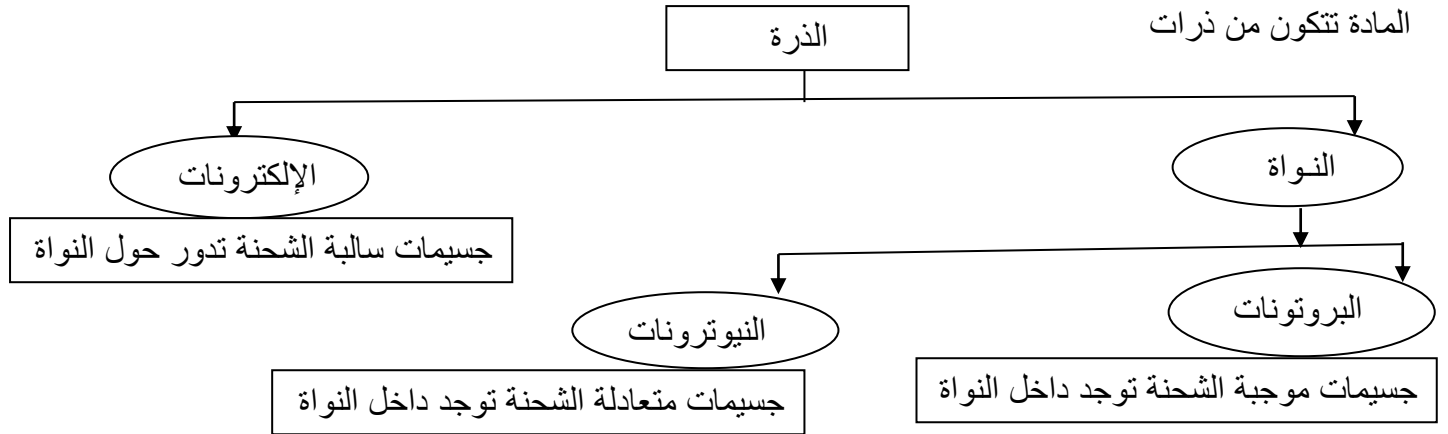 المادة تتكون من ذرات
الذرة
النـواة
الإلكترونات
جسيمات سالبة الشحنة تدور حول النواة
البروتونات
النيوترونات
جسيمات موجبة الشحنة توجد داخل النواة
جسيمات متعادلة الشحنة توجد داخل النواة